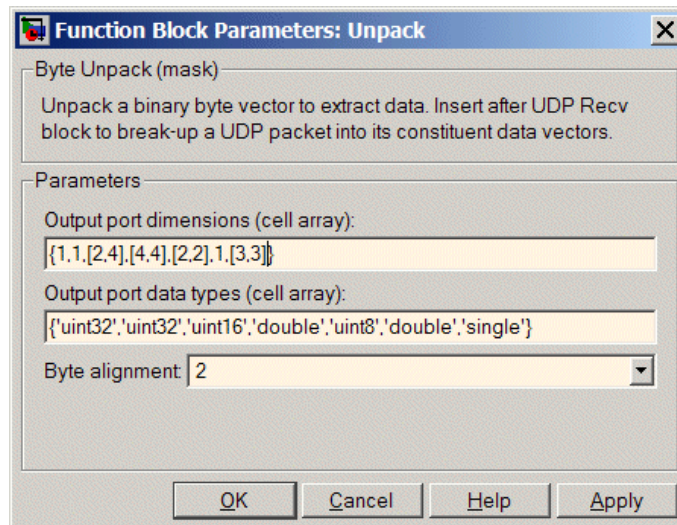 Function Block Parameters: Unpack
Byte Unpack (mask)
Unpack a binary byte vector to extract data. Insert after UDP Recv
block to break-up a UDP packet into its constituent data vectors.
Parameters
Output port dimensions (cell array):
{1,1,[2,4],[4,4],[2,2],1,[3,3]}
Output port data types (cell array):
{'uint32','uint32','uint16','double','uint8','double','single'}
Byte alignment: 2
OK Cancel Help Apply